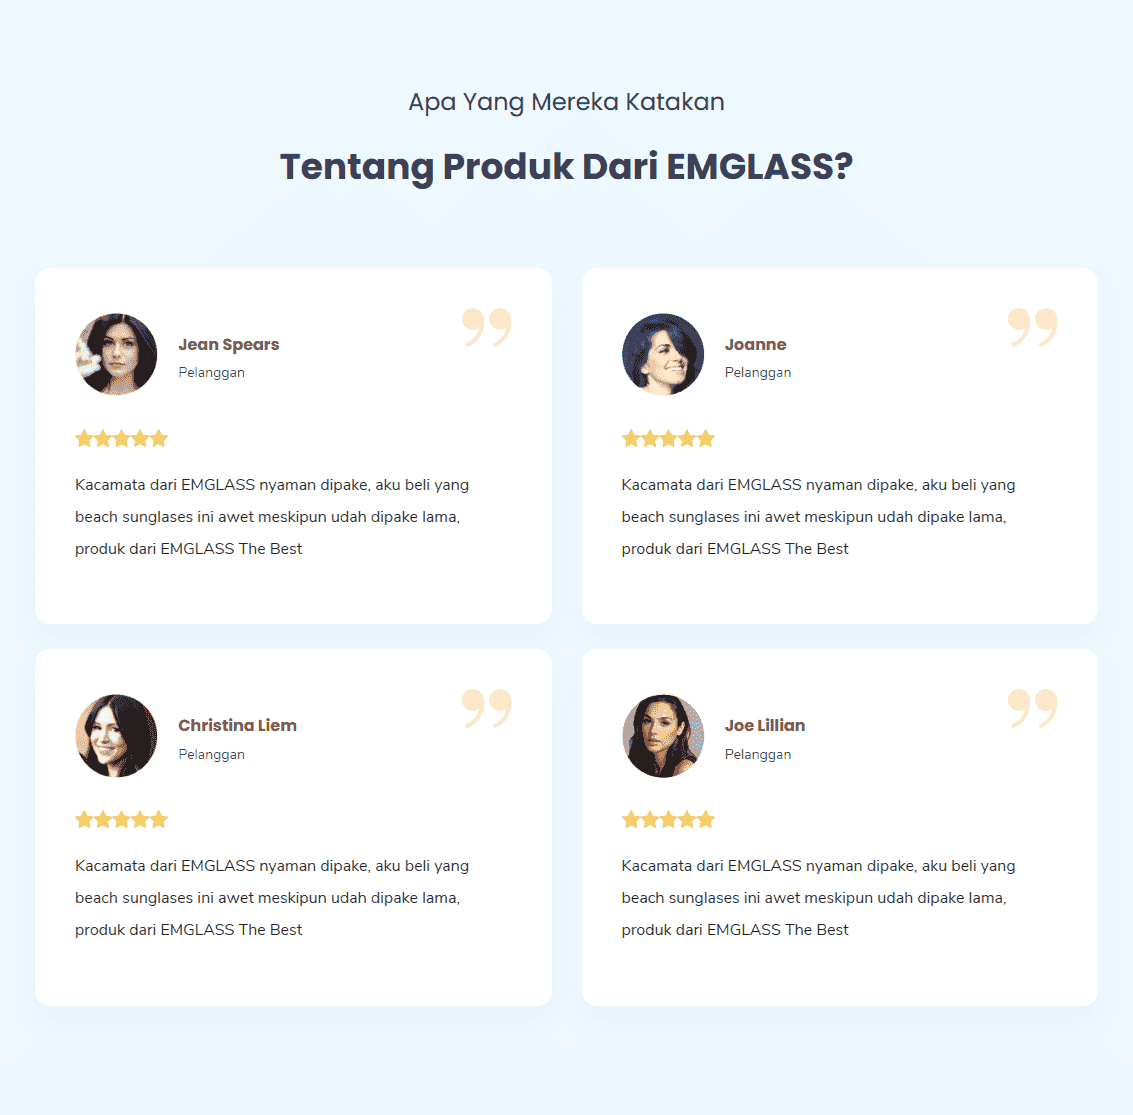 Apa Yang Mereka Katakan
Tentang Produk Dari EMGLASS?
Jean Spears
Pelanggan
Kacamata dari EMGLASS nyaman dipake, aku beli yang
beach sunglases ini awet meskipun udah dipake lama,
produk dari EMGLASS The Best
Joanne
Pelanggan
Kacamata dari EMGLASS nyaman dipake, aku beli yang
beach sunglases ini awet meskipun udah dipake lama,
produk dari EMGLASS The Best
Christina Liem
Pelanggan
Kacamata dari EMGLASS nyaman dipake, aku beli yang
beach sunglases ini awet meskipun udah dipake lama,
produk dari EMGLASS The Best
Joe Lillian
Pelanggan
Kacamata dari EMGLASS nyaman dipake, aku beli yang
beach sunglases ini awet meskipun udah dipake lama,
produk dari EMGLASS The Best